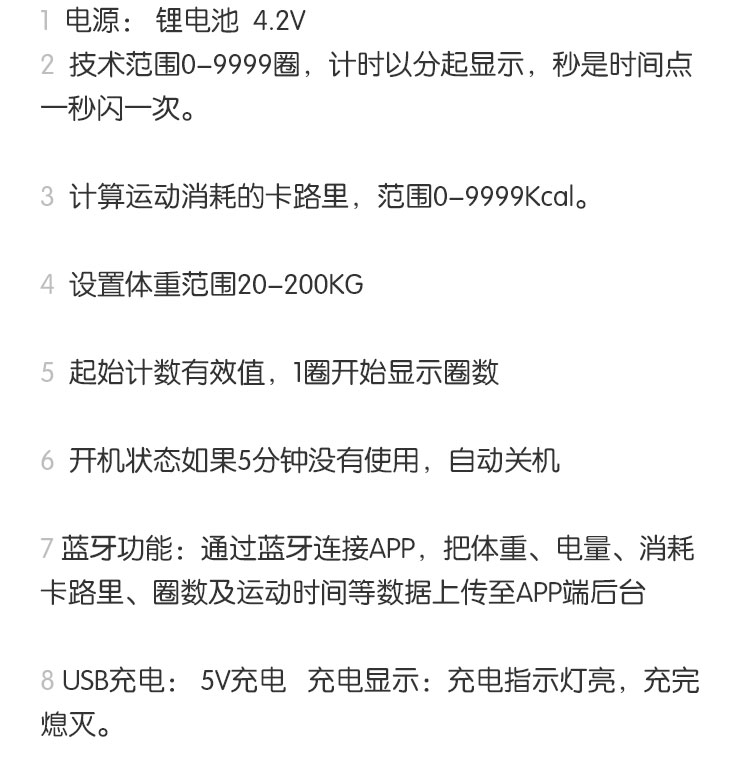 1 电源： 锂电池 4.2V
2 技术范围0-9999圈，计时以分起显示，秒是时间点
一秒闪一次。
3 计算运动消耗的卡路里，范围0-9999Kcal。
4 设置体重范围20-200KG
5 起始计数有效值，1圈开始显示圈数
6 开机状态如果5分钟没有使用，自动关机
7 蓝牙功能：通过蓝牙连接APP，把体重、电量、消耗
卡路里、圈数及运动时间等数据上传至APP端后台
8 USB充电： 5V充电 充电显示：充电指示灯亮，充完
熄灭。